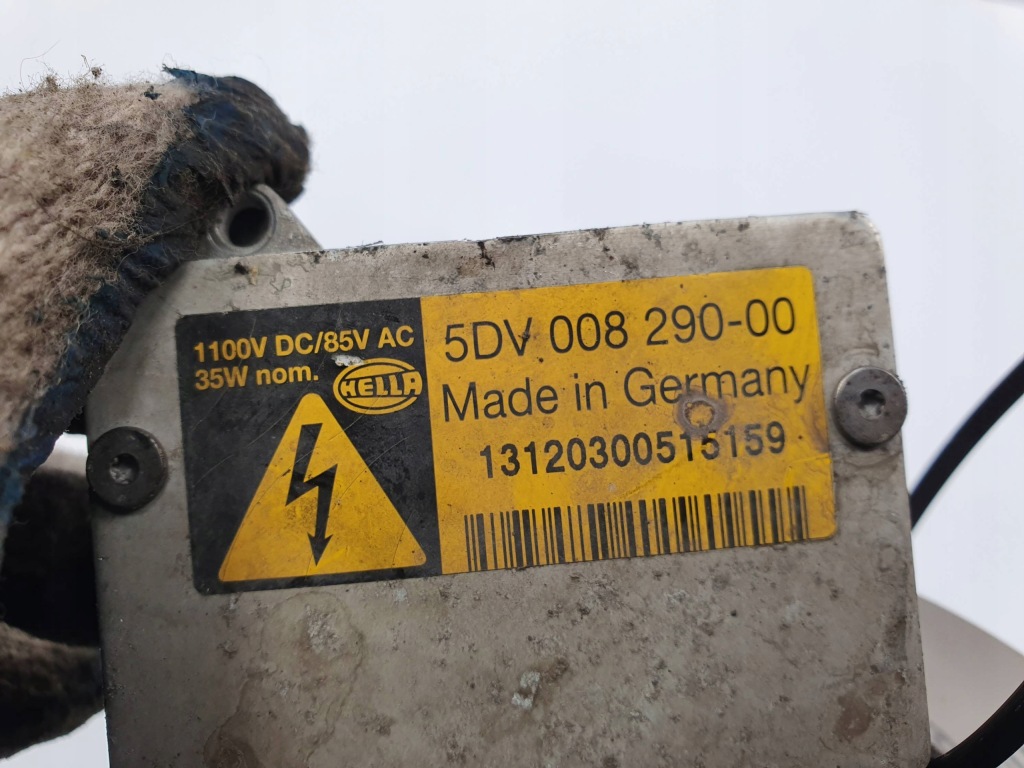 1100V DC/85V AC
35W nom.
HELLA
5DV 008 290-00
Made in Germany
13120300515159